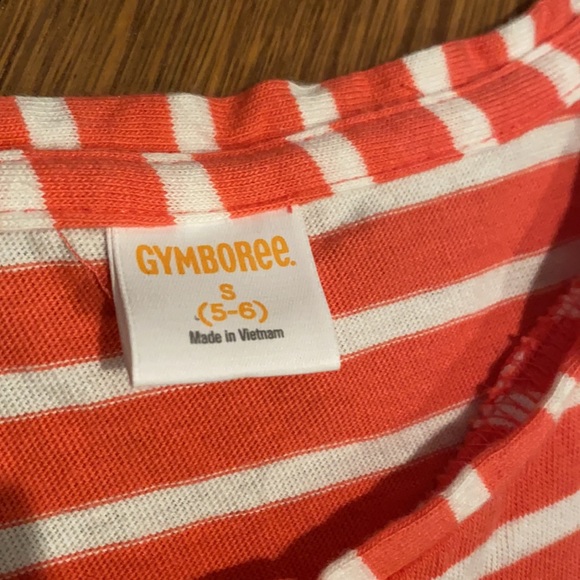 GYMBOREE.
S
(5-6)
Made in Vietnam